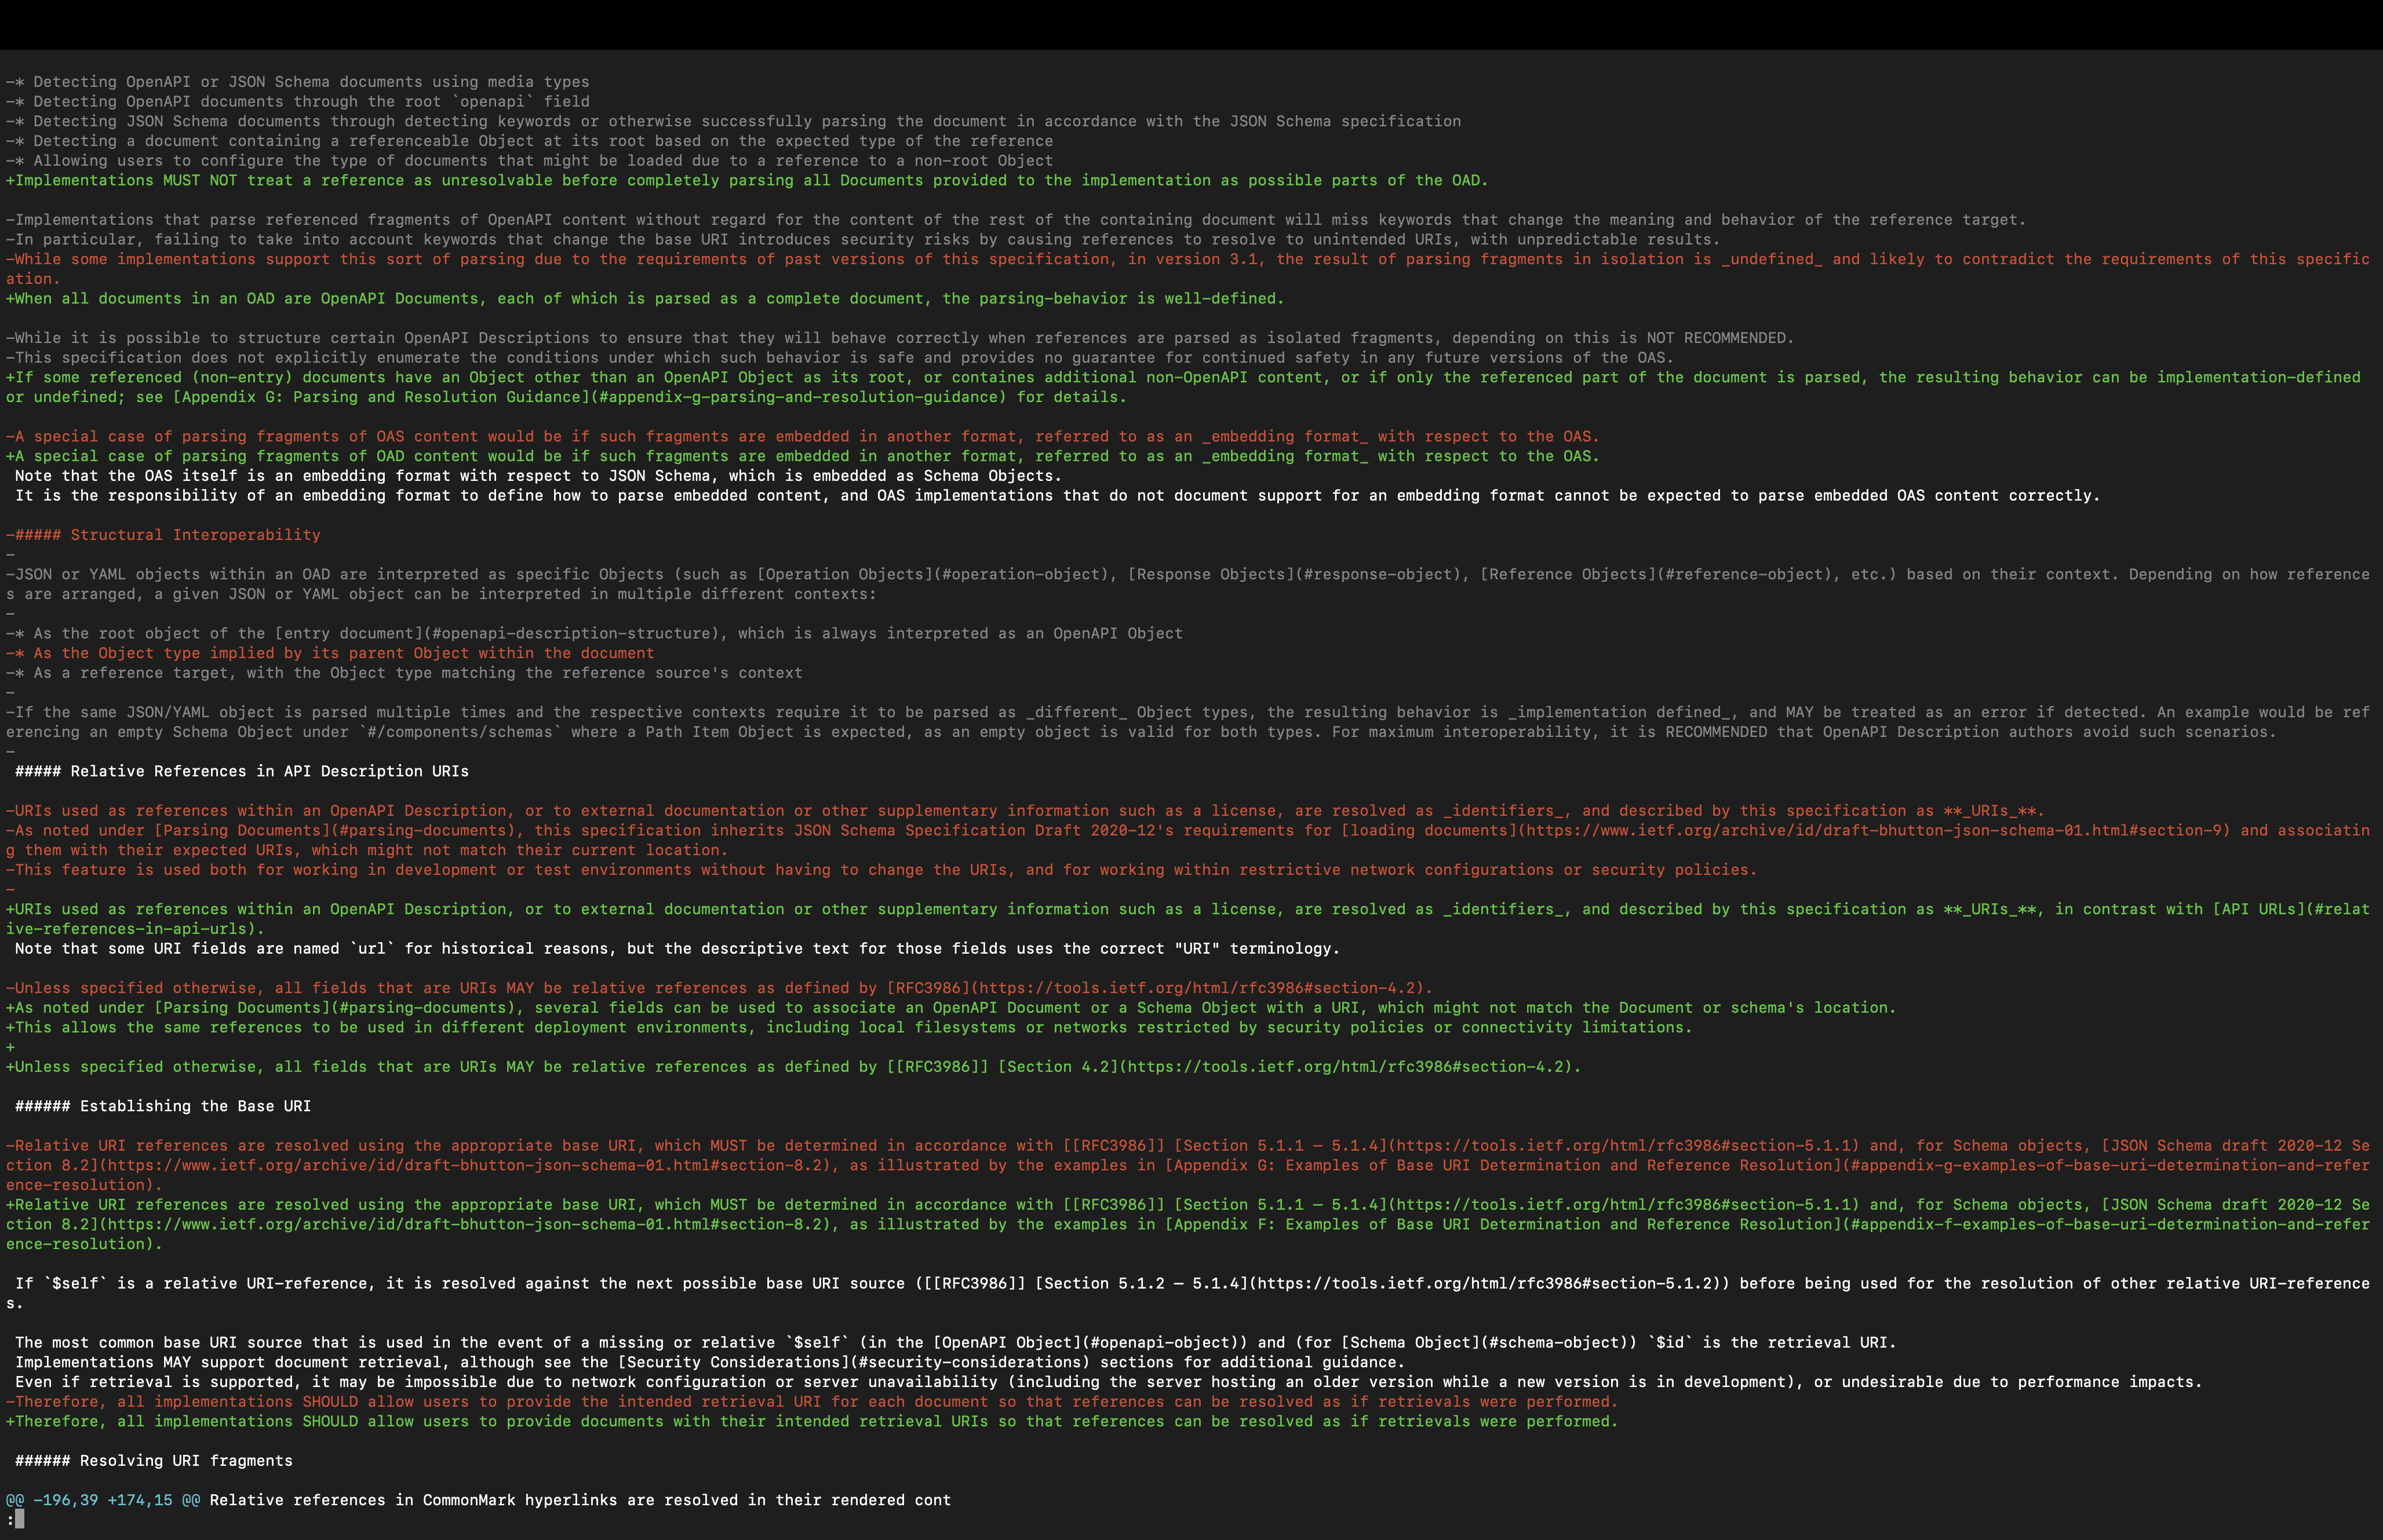 -* Detecting OpenAPI or JSON Schema documents using media types
-* Detecting OpenAPI documents through the root `openapi` field
-* Detecting JSON Schema documents through detecting keywords or otherwise successfully parsing the document in accordance with the JSON Schema specification
-* Detecting a document containing a referenceable Object at its root based on the expected type of the reference
-* Allowing users to configure the type of documents that might be loaded due to a reference to a non-root Object
+Implementations MUST NOT treat a reference as unresolvable before completely parsing all Documents provided to the implementation as possible parts of the OAD.

-Implementations that parse referenced fragments of OpenAPI content without regard for the content of the rest of the containing document will miss keywords that change the meaning and behavior of the reference target.
-In particular, failing to take into account keywords that change the base URI introduces security risks by causing references to resolve to unintended URIs, with unpredictable results.
-While some implementations support this sort of parsing due to the requirements of past versions of this specification, in version 3.1, the result of parsing fragments in isolation is _undefined_ and likely to contradict the requirements of this specific
ation.
+When all documents in an OAD are OpenAPI Documents, each of which is parsed as a complete document, the parsing-behavior is well-defined.

-While it is possible to structure certain OpenAPI Descriptions to ensure that they will behave correctly when references are parsed as isolated fragments, depending on this is NOT RECOMMENDED.
-This specification does not explicitly enumerate the conditions under which such behavior is safe and provides no guarantee for continued safety in any future versions of the OAS.
+If some referenced (non-entry) documents have an Object other than an OpenAPI Object as its root, or containes additional non-OpenAPI content, or if only the referenced part of the document is parsed, the resulting behavior can be implementation-defined
or undefined; see [Appendix G: Parsing and Resolution Guidance](#appendix-g-parsing-and-resolution-guidance) for details.

-A special case of parsing fragments of OAS content would be if such fragments are embedded in another format, referred to as an _embedding format_ with respect to the OAS.
+A special case of parsing fragments of OAD content would be if such fragments are embedded in another format, referred to as an _embedding format_ with respect to the OAS.
 Note that the OAS itself is an embedding format with respect to JSON Schema, which is embedded as Schema Objects.
 It is the responsibility of an embedding format to define how to parse embedded content, and OAS implementations that do not document support for an embedding format cannot be expected to parse embedded OAS content correctly.

-##### Structural Interoperability
-
-JSON or YAML objects within an OAD are interpreted as specific Objects (such as [Operation Objects](#operation-object), [Response Objects](#response-object), [Reference Objects](#reference-object), etc.) based on their context. Depending on how reference
s are arranged, a given JSON or YAML object can be interpreted in multiple different contexts:
-
-* As the root object of the [entry document](#openapi-description-structure), which is always interpreted as an OpenAPI Object
-* As the Object type implied by its parent Object within the document
-* As a reference target, with the Object type matching the reference source's context
-
-If the same JSON/YAML object is parsed multiple times and the respective contexts require it to be parsed as _different_ Object types, the resulting behavior is _implementation defined_, and MAY be treated as an error if detected. An example would be ref
erencing an empty Schema Object under `#/components/schemas` where a Path Item Object is expected, as an empty object is valid for both types. For maximum interoperability, it is RECOMMENDED that OpenAPI Description authors avoid such scenarios.
-
 ##### Relative References in API Description URIs

-URIs used as references within an OpenAPI Description, or to external documentation or other supplementary information such as a license, are resolved as _identifiers_, and described by this specification as **_URIs_**.
-As noted under [Parsing Documents](#parsing-documents), this specification inherits JSON Schema Specification Draft 2020-12's requirements for [loading documents](https://www.ietf.org/archive/id/draft-bhutton-json-schema-01.html#section-9) and associatin
g them with their expected URIs, which might not match their current location.
-This feature is used both for working in development or test environments without having to change the URIs, and for working within restrictive network configurations or security policies.
-
+URIs used as references within an OpenAPI Description, or to external documentation or other supplementary information such as a license, are resolved as _identifiers_, and described by this specification as **_URIs_**, in contrast with [API URLs](#relat
ive-references-in-api-urls).
 Note that some URI fields are named `url` for historical reasons, but the descriptive text for those fields uses the correct "URI" terminology.

-Unless specified otherwise, all fields that are URIs MAY be relative references as defined by [RFC3986](https://tools.ietf.org/html/rfc3986#section-4.2).
+As noted under [Parsing Documents](#parsing-documents), several fields can be used to associate an OpenAPI Document or a Schema Object with a URI, which might not match the Document or schema's location.
+This allows the same references to be used in different deployment environments, including local filesystems or networks restricted by security policies or connectivity limitations.
+
+Unless specified otherwise, all fields that are URIs MAY be relative references as defined by [[RFC3986]] [Section 4.2](https://tools.ietf.org/html/rfc3986#section-4.2).

 ###### Establishing the Base URI

-Relative URI references are resolved using the appropriate base URI, which MUST be determined in accordance with [[RFC3986]] [Section 5.1.1 – 5.1.4](https://tools.ietf.org/html/rfc3986#section-5.1.1) and, for Schema objects, [JSON Schema draft 2020-12 Se
ction 8.2](https://www.ietf.org/archive/id/draft-bhutton-json-schema-01.html#section-8.2), as illustrated by the examples in [Appendix G: Examples of Base URI Determination and Reference Resolution](#appendix-g-examples-of-base-uri-determination-and-refer
ence-resolution).
+Relative URI references are resolved using the appropriate base URI, which MUST be determined in accordance with [[RFC3986]] [Section 5.1.1 – 5.1.4](https://tools.ietf.org/html/rfc3986#section-5.1.1) and, for Schema objects, [JSON Schema draft 2020-12 Se
ction 8.2](https://www.ietf.org/archive/id/draft-bhutton-json-schema-01.html#section-8.2), as illustrated by the examples in [Appendix F: Examples of Base URI Determination and Reference Resolution](#appendix-f-examples-of-base-uri-determination-and-refer
ence-resolution).

 If `$self` is a relative URI-reference, it is resolved against the next possible base URI source ([[RFC3986]] [Section 5.1.2 – 5.1.4](https://tools.ietf.org/html/rfc3986#section-5.1.2)) before being used for the resolution of other relative URI-reference
s.

 The most common base URI source that is used in the event of a missing or relative `$self` (in the [OpenAPI Object](#openapi-object)) and (for [Schema Object](#schema-object)) `$id` is the retrieval URI.
 Implementations MAY support document retrieval, although see the [Security Considerations](#security-considerations) sections for additional guidance.
 Even if retrieval is supported, it may be impossible due to network configuration or server unavailability (including the server hosting an older version while a new version is in development), or undesirable due to performance impacts.
-Therefore, all implementations SHOULD allow users to provide the intended retrieval URI for each document so that references can be resolved as if retrievals were performed.
+Therefore, all implementations SHOULD allow users to provide documents with their intended retrieval URIs so that references can be resolved as if retrievals were performed.

 ###### Resolving URI fragments

@@ -196,39 +174,15 @@ Relative references in CommonMark hyperlinks are resolved in their rendered cont
: